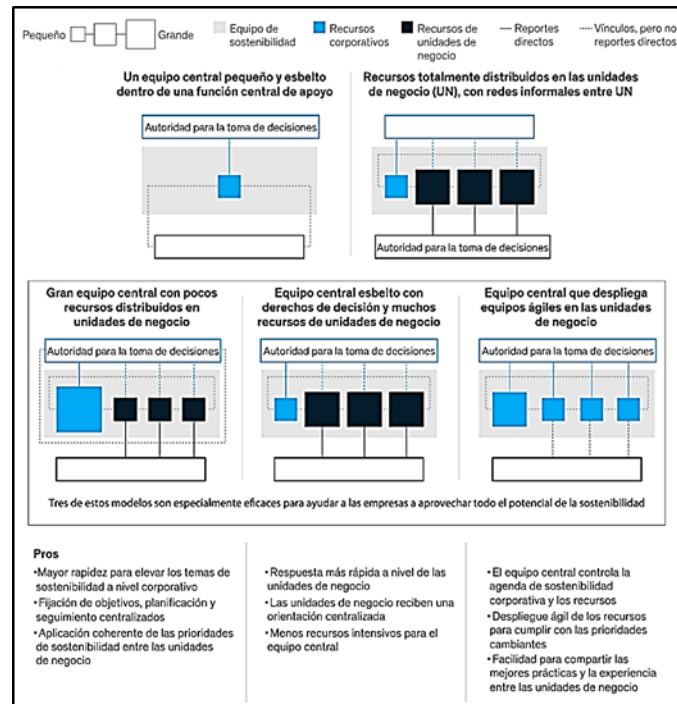 Pequeño
Grande
Equipo de
sostenibilidad
Recursos
corporativos
Recursos de
unidades de
negocio
Reportes
directos
Vínculos, pero no
reportes directos
Un equipo central pequeño y esbelto
dentro de una función central de apoyo
Recursos totalmente distribuidos en las unidades
de negocio (UN), con redes informales entre UN
Autoridad para la toma de decisiones
Autoridad para la toma de decisiones
Gran equipo central con pocos
recursos distribuidos en
unidades de negocio
Equipo central esbelto con
derechos de decisión y muchos
recursos de unidades de negocio
Equipo central que despliega
equipos ágiles en las unidades
de negocio
Autoridad para la toma de decisiones
Autoridad para la toma de decisiones
Autoridad para la toma de decisiones
Tres de estos modelos son especialmente eficaces para ayudar a las empresas a aprovechar todo el potencial de la sostenibilidad
Pros
•Mayor rapidez para elevar los temas de
sostenibilidad a nivel corporativo
•Fijación de objetivos, planificación y
seguimiento centralizados
•Aplicación coherente de las prioridades
de sostenibilidad entre las unidades
de negocio
•Respuesta más rápida a nivel de las
unidades de negocio
•Las unidades de negocio reciben una
orientación centralizada
•Menos recursos intensivos para el
equipo central
•El equipo central controla la
agenda de sostenibilidad
corporativa y los recursos
•Despliegue ágil de los recursos
para cumplir con las prioridades
cambiantes
•Facilidad para compartir las
mejores prácticas y la experiencia
entre las unidades de negocio